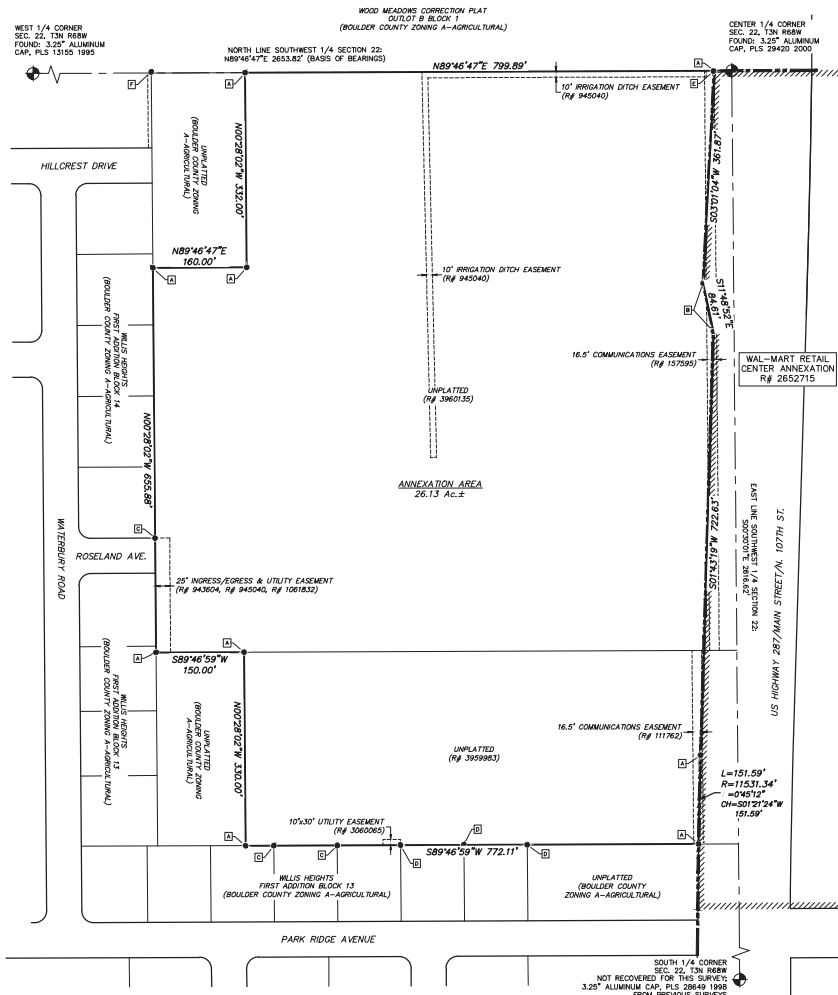 WOOD MEADOWS CORRECTION PLAT
OUTLOT B BLOCK 1
(BOULDER COUNTY ZONING A-AGRICULTURAL)
WEST 1/4 CORNER
SEC. 22, T3N R68W
FOUND: 3.25" ALUMINUM
CAP, PLS 13155 1995
CENTER 1/4 CORNER
SEC. 22, T3N R68W
FOUND: 3.25" ALUMINUM
CAP, PLS 29420 2000
NORTH LINE SOUTHWEST 1/4 SECTION 22:
N89°46'47"E 2653.82' (BASIS OF BEARINGS)
N89°46'47"E 799.89'
A
F
A
E
10' IRRIGATION DITCH EASEMENT
(R# 945040)
UNPLATTED
(BOULDER COUNTY ZONING
A-AGRICULTURAL)
N00°28'02"W 332.00'
S03°01'04"W 361.87'
HILLCREST DRIVE
N89°46'47"E
160.00'
A
A
10' IRRIGATION DITCH EASEMENT
(R# 945040)
S11°48'52"E
84.61'
B
WILLIS HEIGHTS
FIRST ADDITION BLOCK 14
(BOULDER COUNTY ZONING A-AGRICULTURAL)
N00°28'02"W 655.88'
16.5' COMMUNICATIONS EASEMENT
(R# 157595)
WAL-MART RETAIL
CENTER ANNEXATION
R# 2652715
UNPLATTED
(R# 3960135)
ANNEXATION AREA
26.13 Ac.±
S01°43'19"W 722.63'
EAST LINE SOUTHWEST 1/4 SECTION 22:
S00°30'01"E 2616.62'
US HIGHWAY 287/MAIN STREET/N. 107TH ST.
WATERBURY ROAD
C
ROSELAND AVE.
25' INGRESS/EGRESS & UTILITY EASEMENT
(R# 943604, R# 945040, R# 1061832)
A
A
S89°46'59"W
150.00'
WILLIS HEIGHTS
FIRST ADDITION BLOCK 13
(BOULDER COUNTY ZONING A-AGRICULTURAL)
UNPLATTED
(BOULDER COUNTY ZONING
A-AGRICULTURAL)
N00°28'02"W 330.00'
16.5' COMMUNICATIONS EASEMENT
(R# 111762)
UNPLATTED
(R# 3959983)
A
L=151.59'
R=11531.34'
=0°45'12"
CH=S01°21'24"W
151.59'
10'x30' UTILITY EASEMENT
(R# 3060065)
A
C
C
D
D
D
A
S89°46'59"W 772.11'
WILLIS HEIGHTS
FIRST ADDITION BLOCK 13
(BOULDER COUNTY ZONING A-AGRICULTURAL)
UNPLATTED
(BOULDER COUNTY
ZONING A-AGRICULTURAL)
PARK RIDGE AVENUE
SOUTH 1/4 CORNER
SEC. 22, T3N R68W
NOT RECOVERED FOR THIS SURVEY;
3.25" ALUMINUM CAP, PLS 28649 1998
FROM PREVIOUS SURVEYS